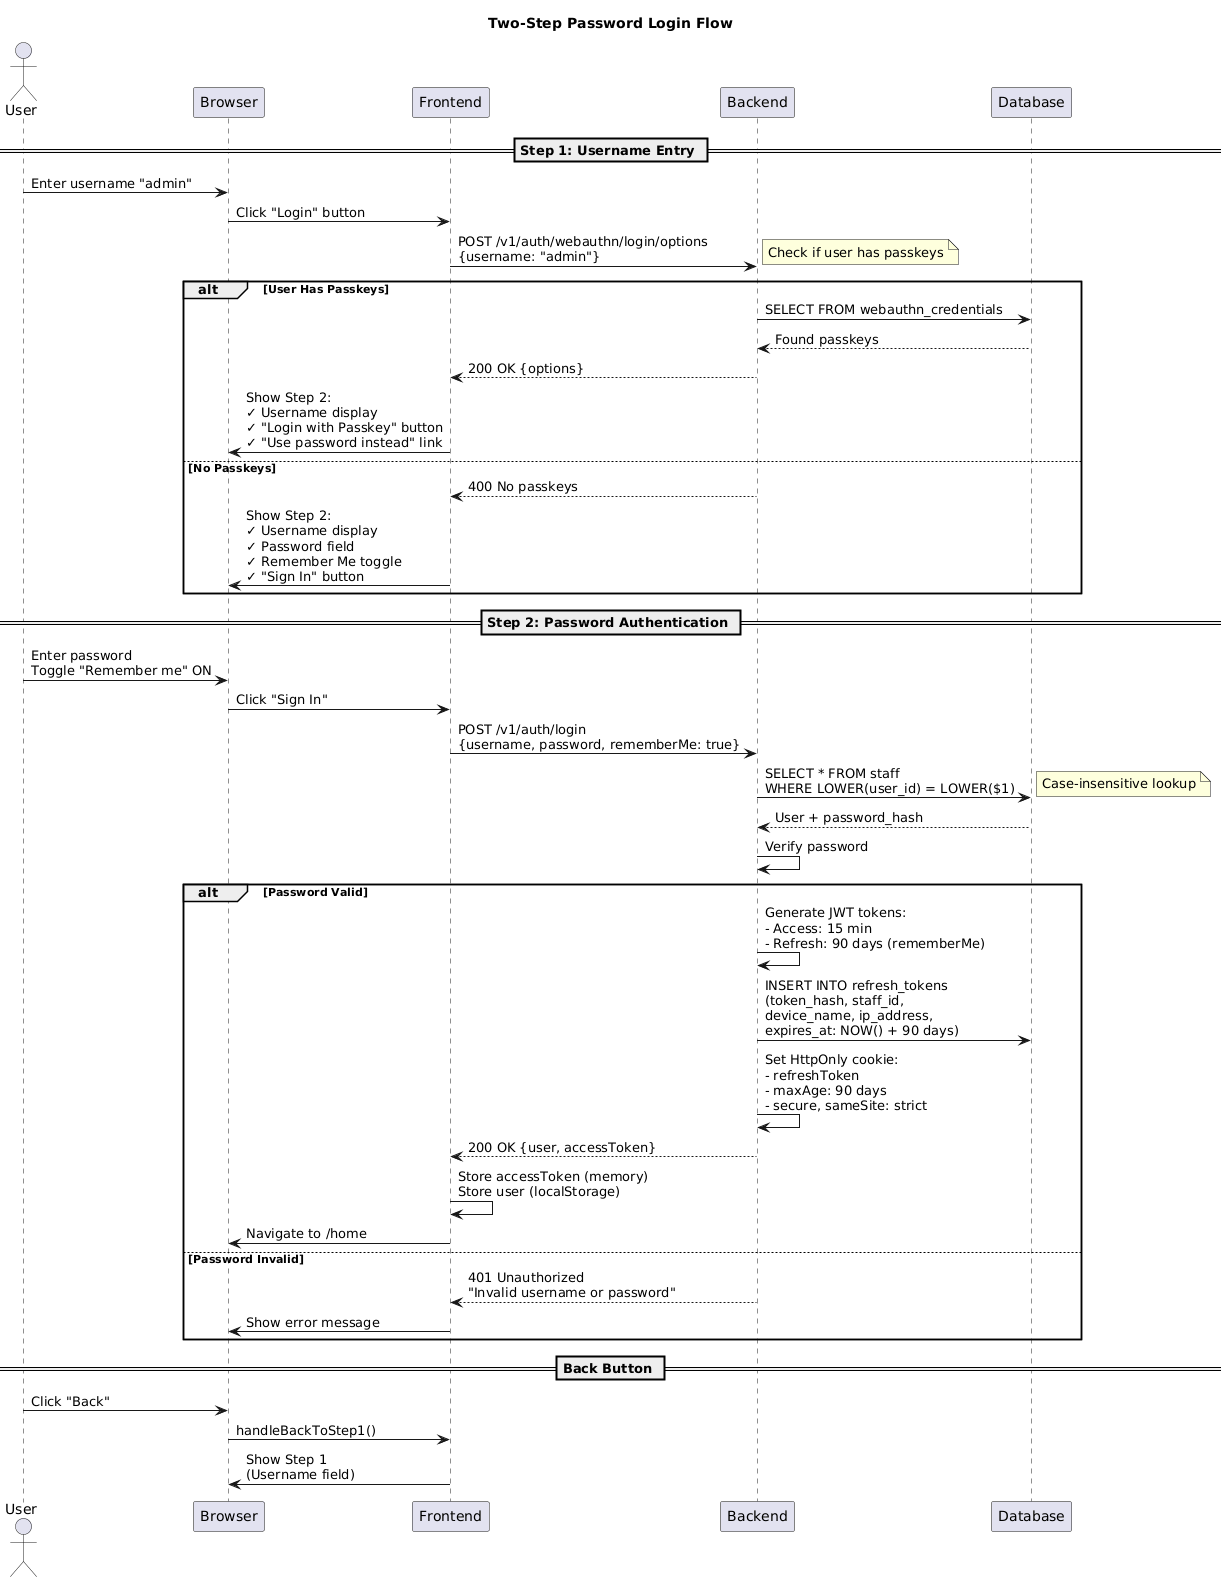 Two-Step Password Login Flow
User
Browser
Frontend
Backend
Database
Step 1: Username Entry
Enter username "admin"
Click "Login" button
POST /v1/auth/webauthn/login/options
{username: "admin"}
Check if user has passkeys
alt
[User Has Passkeys]
SELECT FROM webauthn_credentials
Found passkeys
200 OK {options}
Show Step 2:
✓ Username display
✓ "Login with Passkey" button
✓ "Use password instead" link
[No Passkeys]
400 No passkeys
Show Step 2:
✓ Username display
✓ Password field
✓ Remember Me toggle
✓ "Sign In" button
Step 2: Password Authentication
Enter password
Toggle "Remember me" ON
Click "Sign In"
POST /v1/auth/login
{username, password, rememberMe: true}
SELECT * FROM staff
WHERE LOWER(user_id) = LOWER($1)
Case-insensitive lookup
User + password_hash
Verify password
alt
[Password Valid]
Generate JWT tokens:
- Access: 15 min
- Refresh: 90 days (rememberMe)
INSERT INTO refresh_tokens
(token_hash, staff_id,
device_name, ip_address,
expires_at: NOW() + 90 days)
Set HttpOnly cookie:
- refreshToken
- maxAge: 90 days
- secure, sameSite: strict
200 OK {user, accessToken}
Store accessToken (memory)
Store user (localStorage)
Navigate to /home
[Password Invalid]
401 Unauthorized
"Invalid username or password"
Show error message
Back Button
Click "Back"
handleBackToStep1()
Show Step 1
(Username field)
User
Browser
Frontend
Backend
Database